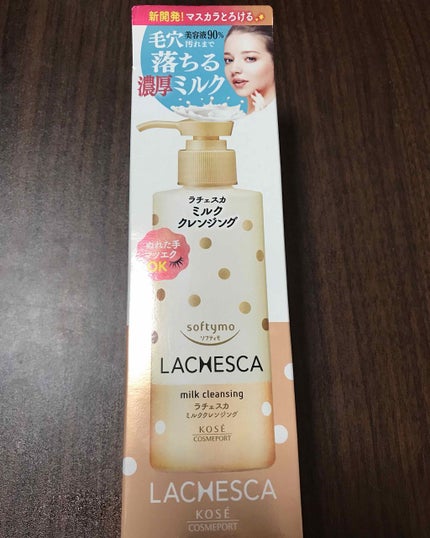 新開発!マスカラとろける
毛穴
美容液90%
汚れまで
落ちる
濃厚ミルク
ラチェスカ
ミルク
クレンジング
ぬれた手
マツエク
OK
softymo
ソフティモ
LACHESCA
milk cleansing
ラチェスカ
ミルククレンジング
KOSÉ
COSMEPORT
LACHESCA
KOSÉ
COSMEPORT